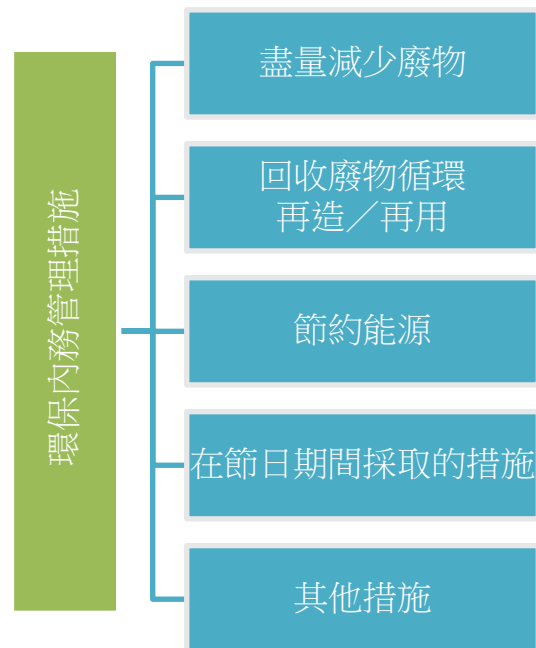 環保內務管理措施
盡量減少廢物
回收廢物循環
再造／再用
節約能源
在節日期間採取的措施
其他措施